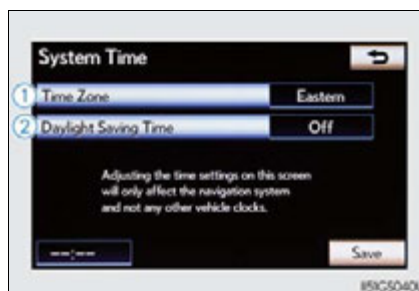 System Time
1 Time Zone Eastern
2 Daylight Saving Time Off
Adjusting the time settings on this screen
will only affect the navigation system
and not any other vehicle clocks.
--:-- Save